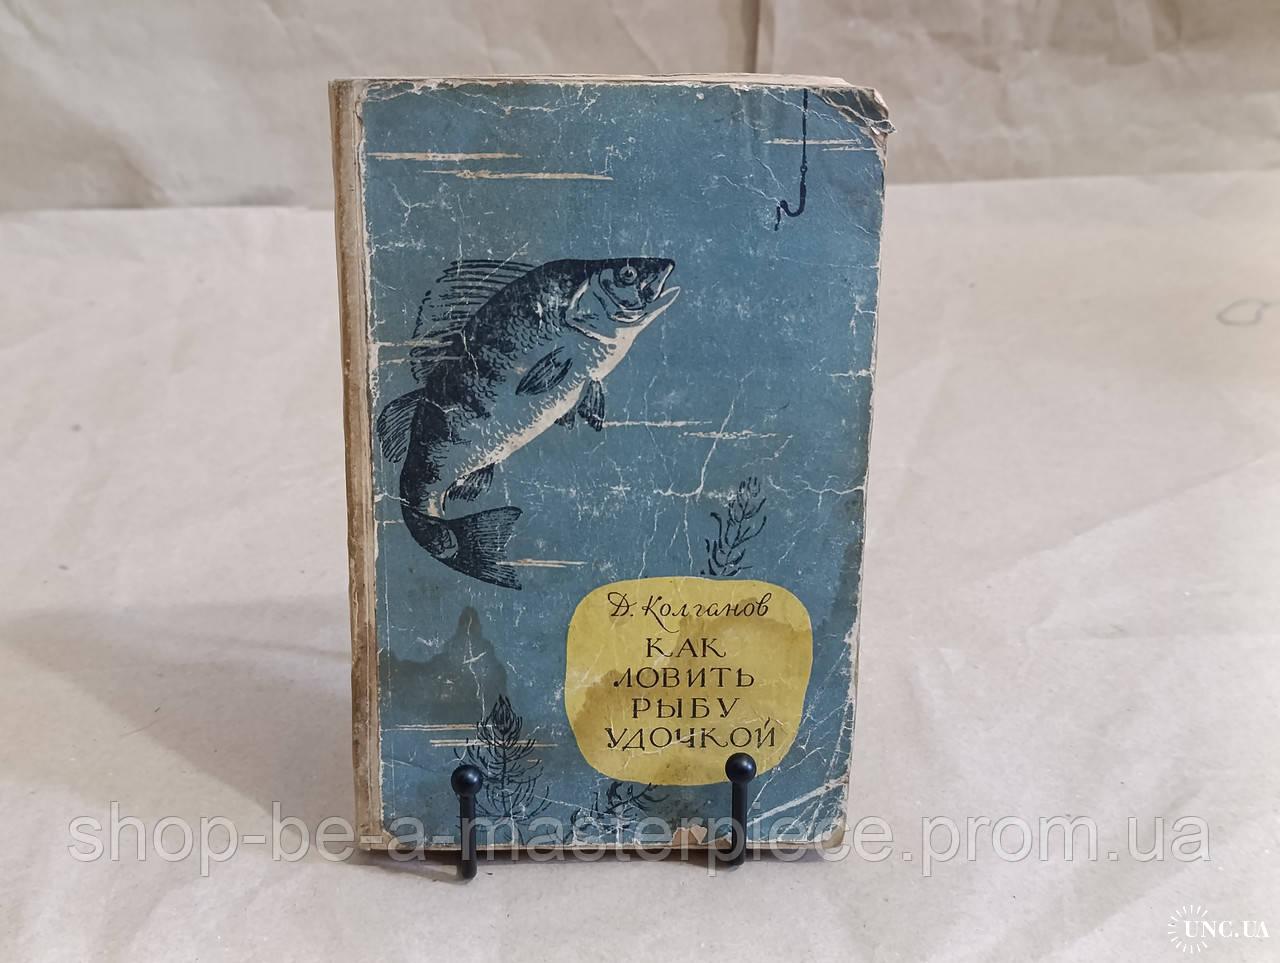 Д. Колганов
КАК
ЛОВИТЬ
РЫБУ
УДОЧКОЙ
shop-be-a-masterpiece.prom.ua
UNC.UA